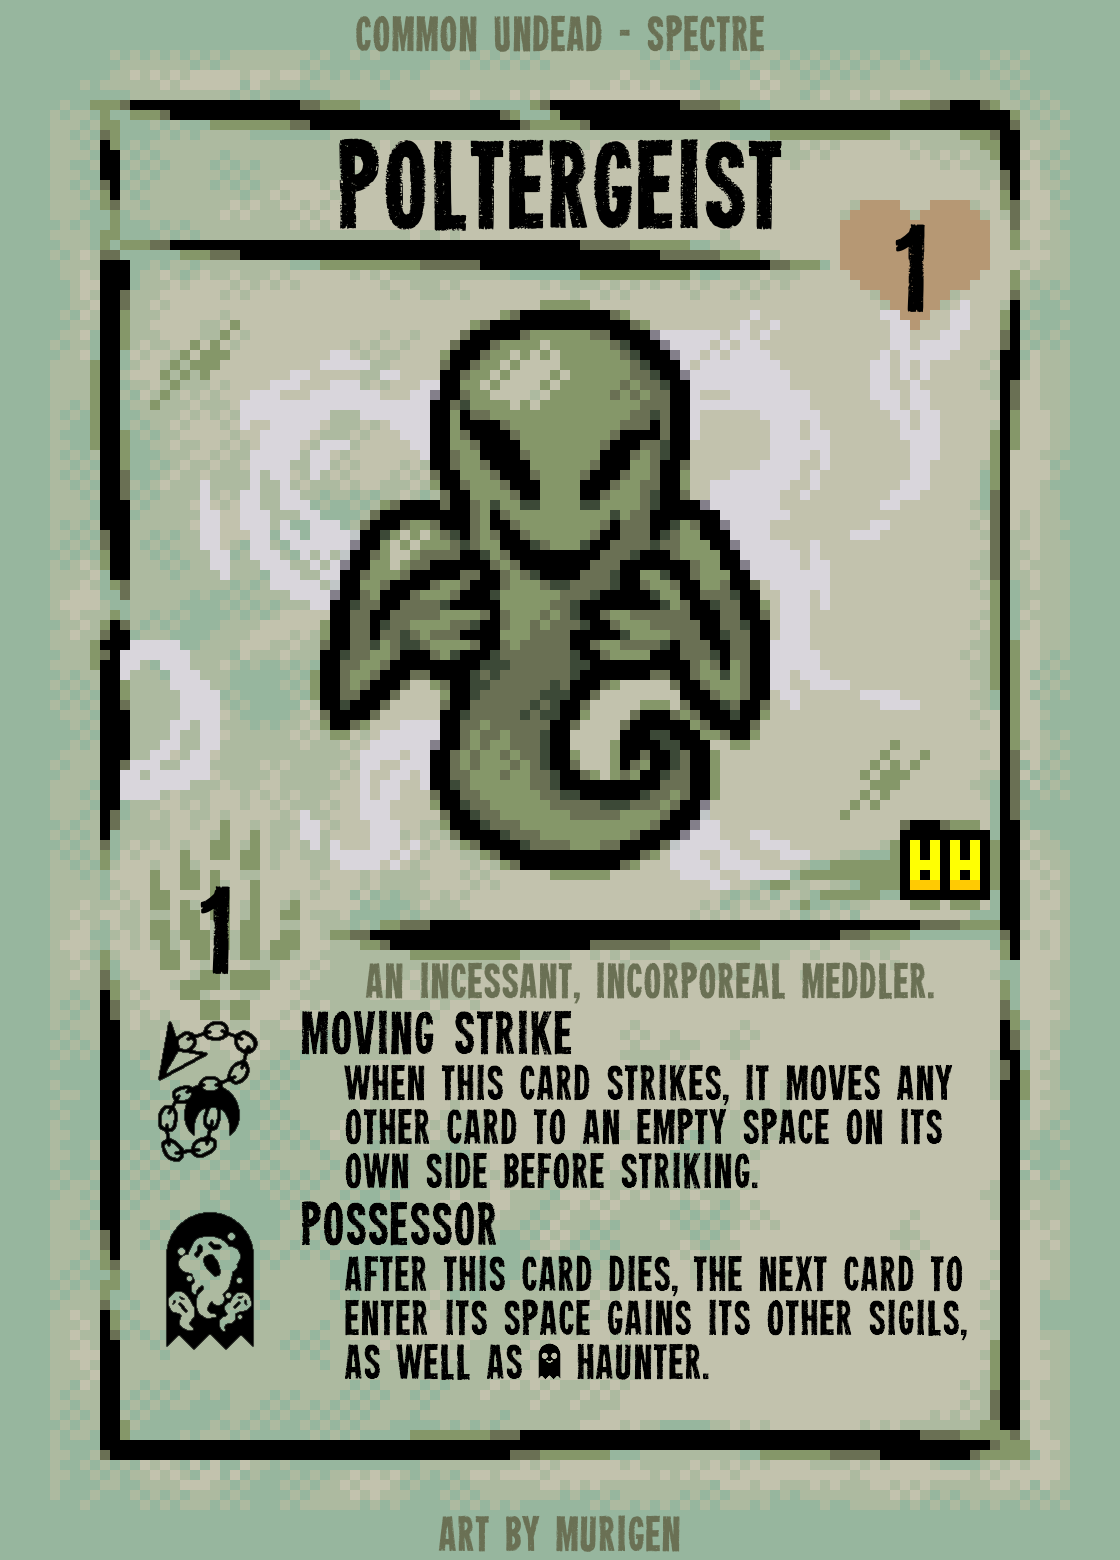 COMMON UNDEAD - SPECTRE
POLTERGEIST
1
1
AN INCESSANT, INCORPOREAL MEDDLER.
MOVING STRIKE
WHEN THIS CARD STRIKES, IT MOVES ANY
OTHER CARD TO AN EMPTY SPACE ON ITS
OWN SIDE BEFORE STRIKING.
POSSESSOR
AFTER THIS CARD DIES, THE NEXT CARD TO
ENTER ITS SPACE GAINS ITS OTHER SIGILS,
AS WELL AS HAUNTER.
ART BY MURIGEN